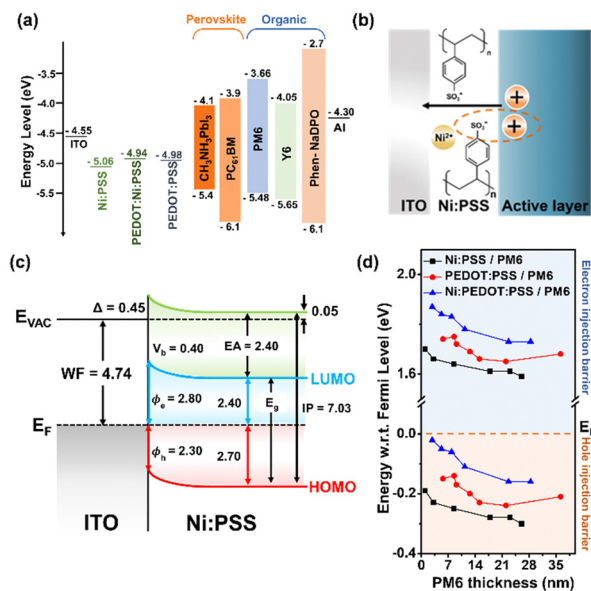 (a)
Perovskite
Organic
Energy Level (eV)
-3.5
-4.0
-4.5
-5.0
-5.5
- 4.55
ITO
- 5.06
Ni:PSS
- 4.94
PEDOT:Ni:PSS
- 4.98
PEDOT:PSS
- 4.1
CH3NH3PbI3
- 5.4
- 3.9
PC61BM
- 6.1
- 3.66
PM6
- 5.48
- 4.05
Y6
- 5.65
- 2.7
Phen- NaDPO
- 6.1
- 4.30
Al
(b)
n
SO3-
+
+
Ni2+
SO3-
n
ITO
Ni:PSS
Active layer
(c)
Δ = 0.45
0.05
EVAC
Vb = 0.40
EA = 2.40
WF = 4.74
LUMO
ϕe = 2.80
2.40
Eg
IP = 7.03
EF
ϕh = 2.30
2.70
HOMO
ITO
Ni:PSS
(d)
Ni:PSS / PM6
PEDOT:PSS / PM6
Ni:PEDOT:PSS / PM6
Energy w.r.t. Fermi Level (eV)
2.0
1.6
0.0
-0.2
-0.4
Electron injection barrier
EF
Hole injection barrier
0 7 14 21 28 35
PM6 thickness (nm)